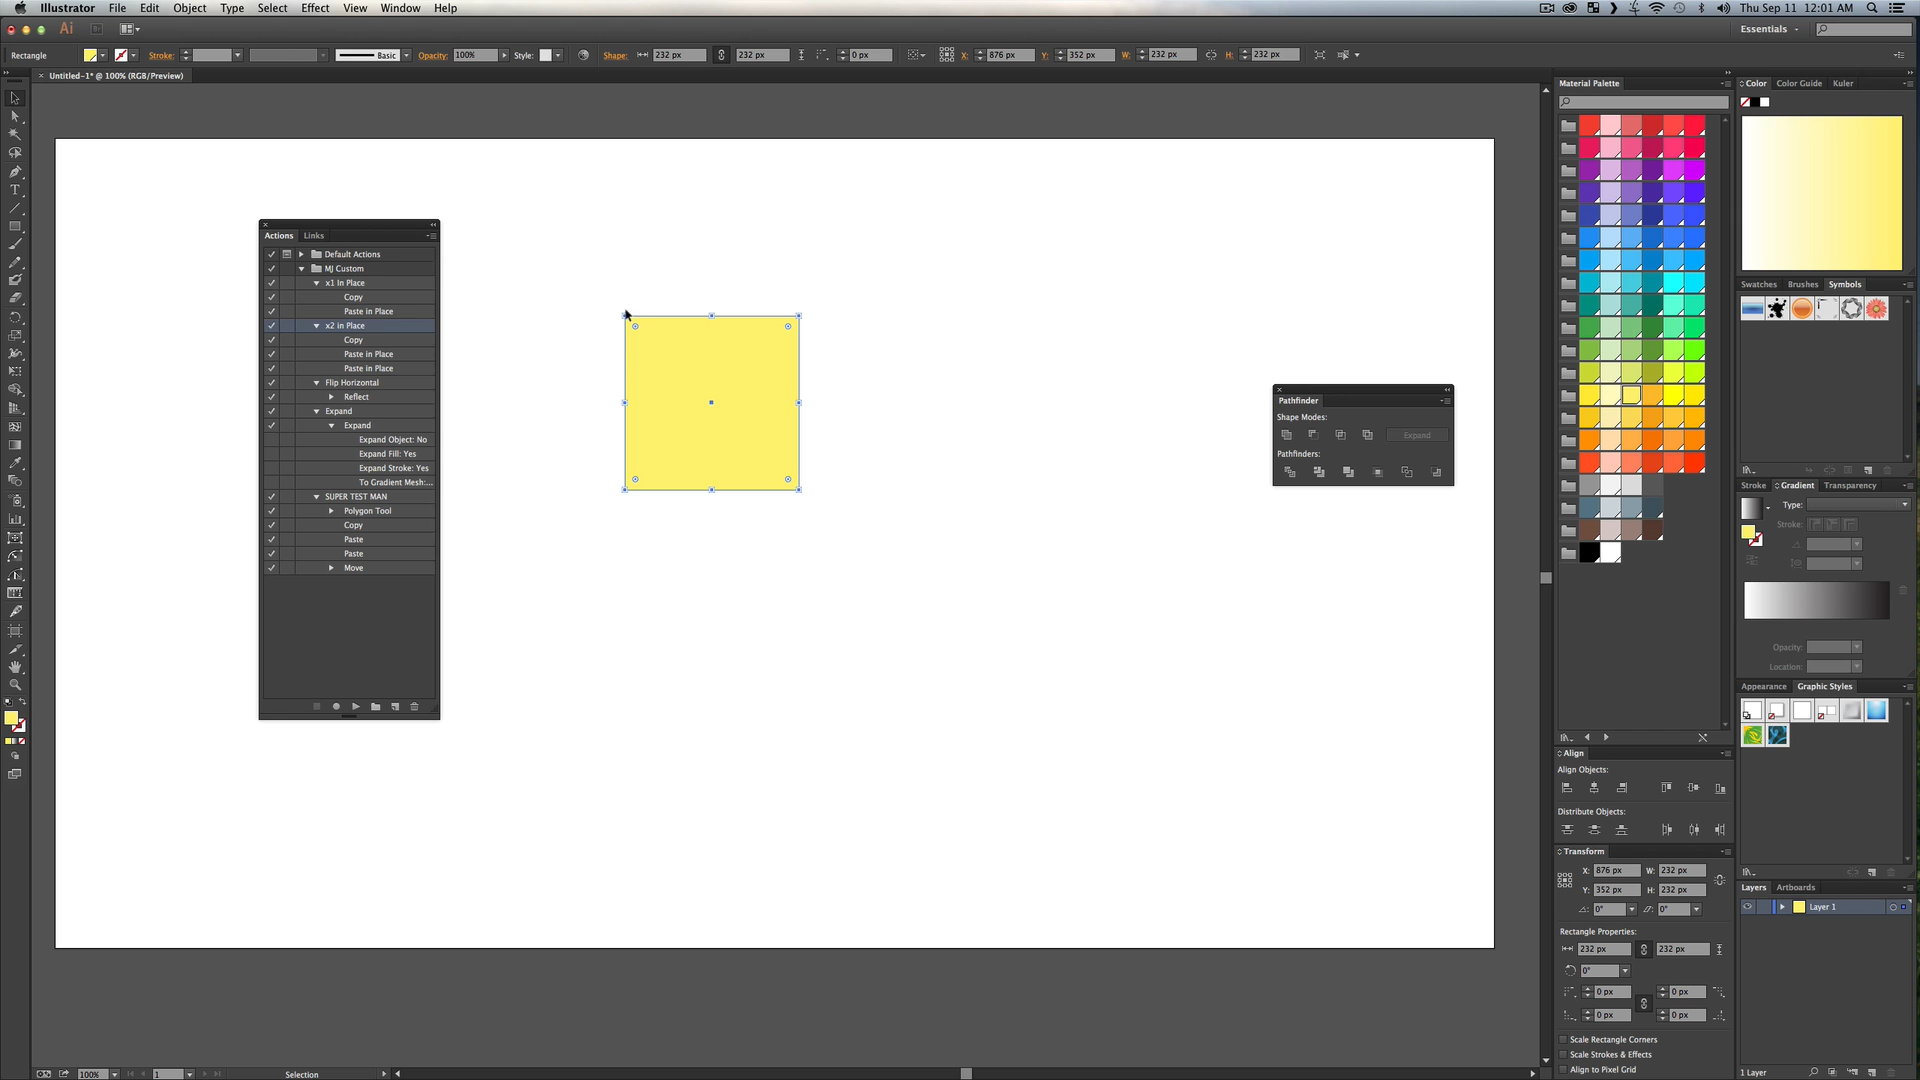 Illustrator File Edit Object Type Select Effect View Window Help
Thu Sep 11 12:01 AM
Ai
Essentials
Rectangle Stroke: Basic Opacity: 100% Style: Shape: 232 px 232 px 0 px X: 876 px Y: 352 px W: 232 px H: 232 px
Untitled-1* @ 100% (RGB/Preview)
Actions Links
Default Actions
MJ Custom
x1 In Place
Copy
Paste in Place
x2 in Place
Copy
Paste in Place
Paste in Place
Flip Horizontal
Reflect
Expand
Expand
Expand Object: No
Expand Fill: Yes
Expand Stroke: Yes
To Gradient Mesh:...
SUPER TEST MAN
Polygon Tool
Copy
Paste
Paste
Move
Pathfinder
Shape Modes:
Expand
Pathfinders:
Material Palette
Color Color Guide Kuler
Swatches Brushes Symbols
Stroke Gradient Transparency
Type:
Stroke:
Opacity:
Location:
Appearance Graphic Styles
Align
Align Objects:
Distribute Objects:
Transform
X: 876 px W: 232 px
Y: 352 px H: 232 px
0° 0°
Rectangle Properties:
232 px 232 px
0°
0 px 0 px
0 px 0 px
Scale Rectangle Corners
Scale Strokes & Effects
Align to Pixel Grid
Layers Artboards
Layer 1
1 Layer
100% 1 Selection